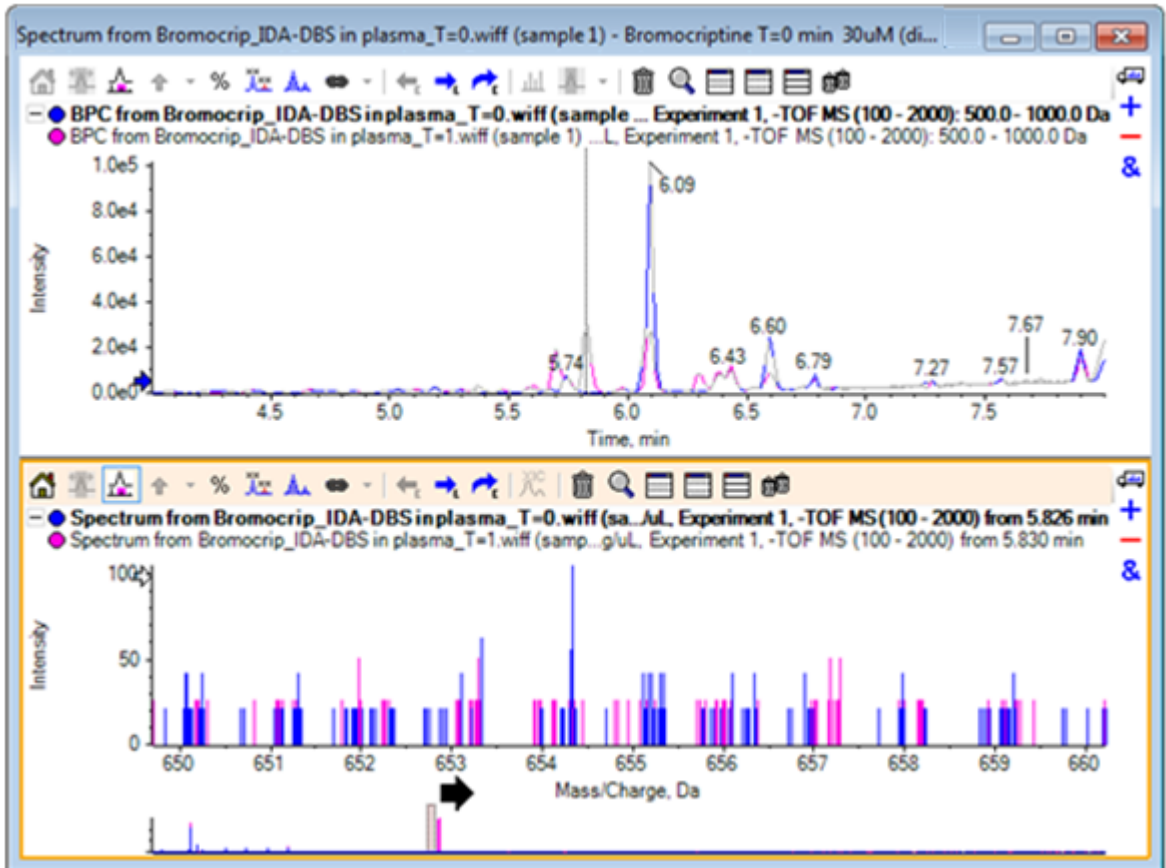 Spectrum from Bromocrip_IDA-DBS in plasma_T=0.wiff (sample 1) - Bromocriptine T=0 min 30uM (di...
%
BPC from Bromocrip_IDA-DBS in plasma_T=0.wiff (sample ... Experiment 1, -TOF MS (100 - 2000): 500.0 - 1000.0 Da
BPC from Bromocrip_IDA-DBS in plasma_T=1.wiff (sample 1) ...L, Experiment 1, -TOF MS (100 - 2000): 500.0 - 1000.0 Da
&
Intensity
1.0e5
8.0e4
6.0e4
4.0e4
2.0e4
0.0e0
5.74
6.09
6.43
6.60
6.79
7.27
7.57
7.67
7.90
4.5 5.0 5.5 6.0 6.5 7.0 7.5
Time, min
%
Spectrum from Bromocrip_IDA-DBS in plasma_T=0.wiff (sa.../uL, Experiment 1, -TOF MS (100 - 2000) from 5.826 min
Spectrum from Bromocrip_IDA-DBS in plasma_T=1.wiff (samp...g/uL, Experiment 1, -TOF MS (100 - 2000) from 5.830 min
&
Intensity
100
50
0
650 651 652 653 654 655 656 657 658 659 660
Mass/Charge, Da